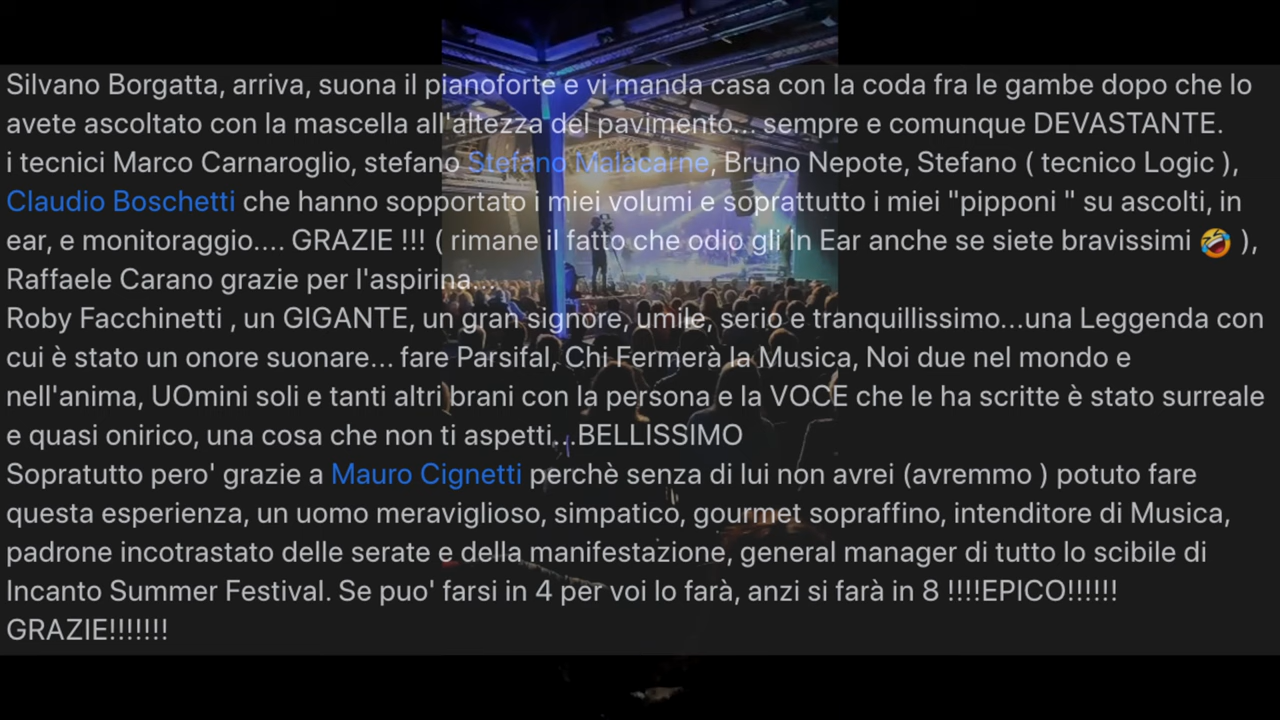 Silvano Borgatta, arriva, suona il pianoforte e vi manda casa con la coda fra le gambe dopo che lo
avete ascoltato con la mascella all'altezza del pavimento... sempre e comunque DEVASTANTE.
i tecnici Marco Carnaroglio, stefano Stefano Malacarne, Bruno Nepote, Stefano ( tecnico Logic ),
Claudio Boschetti che hanno sopportato i miei volumi e soprattutto i miei "pipponi " su ascolti, in
ear, e monitoraggio.... GRAZIE !!! ( rimane il fatto che odio gli In Ear anche se siete bravissimi 🤣 ),
Raffaele Carano grazie per l'aspirina...
Roby Facchinetti , un GIGANTE, un gran signore, umile, serio e tranquillissimo...una Leggenda con
cui è stato un onore suonare... fare Parsifal, Chi Fermerà la Musica, Noi due nel mondo e
nell'anima, UOmini soli e tanti altri brani con la persona e la VOCE che le ha scritte è stato surreale
e quasi onirico, una cosa che non ti aspetti...BELLISSIMO
Sopratutto pero' grazie a Mauro Cignetti perchè senza di lui non avrei (avremmo ) potuto fare
questa esperienza, un uomo meraviglioso, simpatico, gourmet sopraffino, intenditore di Musica,
padrone incotrastato delle serate e della manifestazione, general manager di tutto lo scibile di
Incanto Summer Festival. Se puo' farsi in 4 per voi lo farà, anzi si farà in 8 !!!!EPICO!!!!!!
GRAZIE!!!!!!!